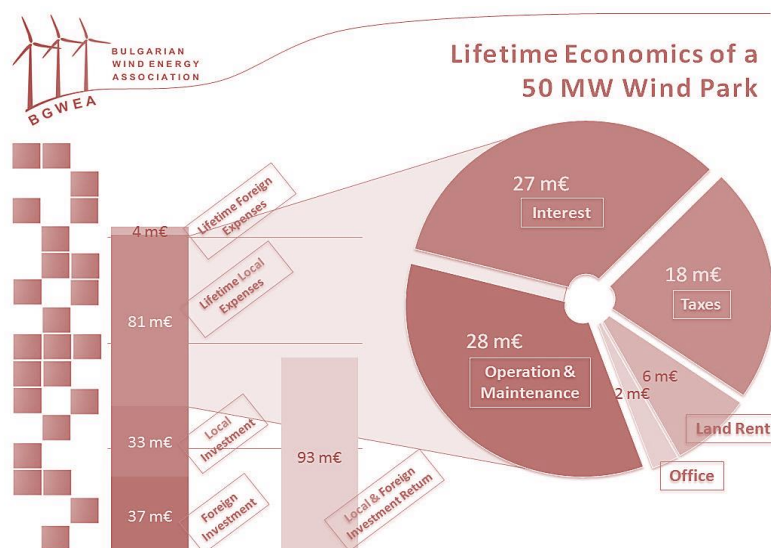 BULGARIAN
WIND ENERGY
ASSOCIATION
BGWEA
Lifetime Economics of a
50 MW Wind Park
27 m€
Interest
18 m€
Taxes
28 m€
Operation &
Maintenance
6 m€
2 m€
Land Rent
Office
4 m€
Lifetime Foreign
Expenses
81 m€
Lifetime Local
Expenses
33 m€
Local
Investment
37 m€
Foreign
Investment
93 m€
Local & Foreign
Investment Return